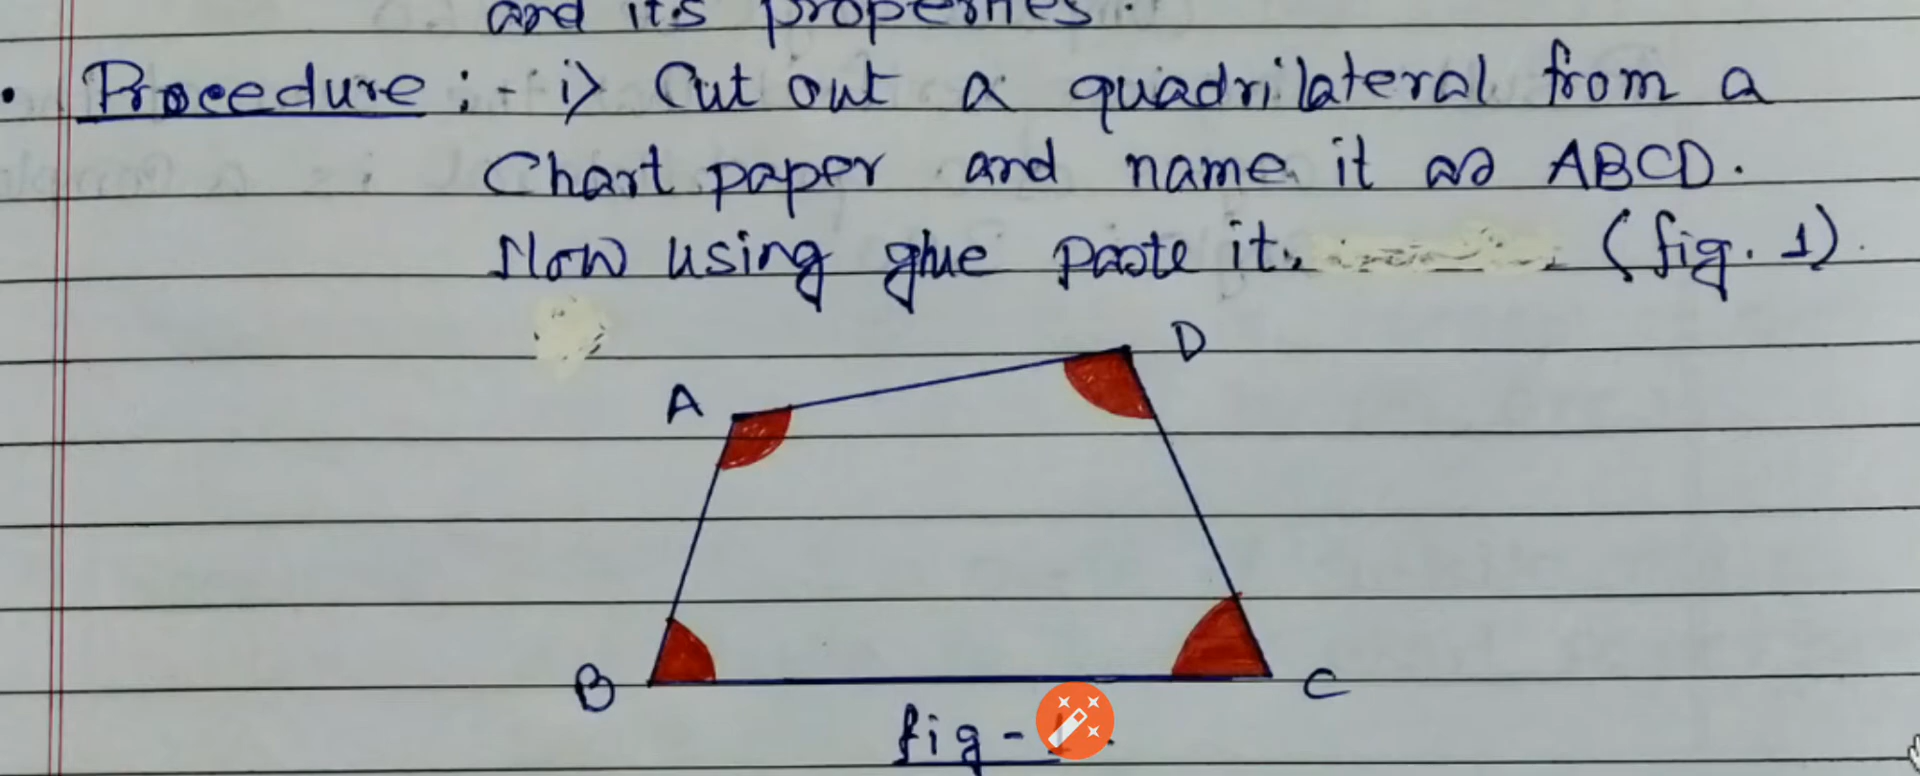 and its properties.
• Procedure :- i) Cut out a quadrilateral from a
Chart paper and name it as ABCD.
Now using glue paste it. (fig. 1).
D
A
B
C
fig - 1.